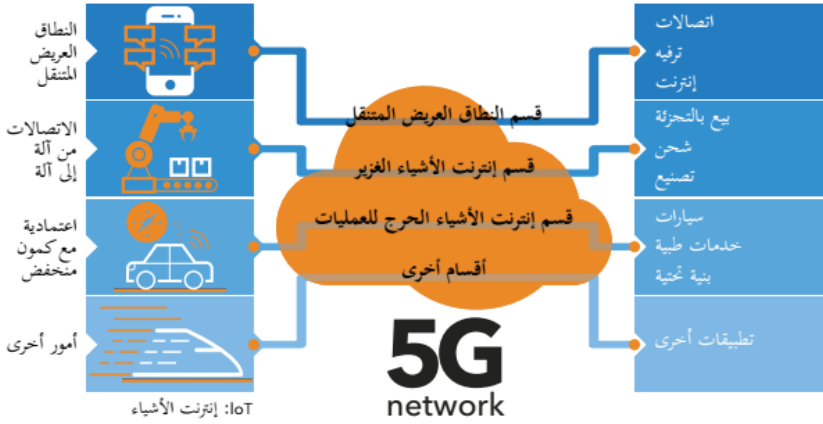 النطاق
العريض
المتنقل
الاتصالات
من آلة
إلى آلة
اعتمادية
مع كمون
منخفض
أمور أخرى
IoT: إنترنت الأشياء
قسم النطاق العريض المتنقل
قسم إنترنت الأشياء الغزير
قسم إنترنت الأشياء الحرج للعمليات
أقسام أخرى
5G
network
اتصالات
ترفيه
إنترنت
بيع بالتجزئة
شحن
تصنيع
سيارات
خدمات طبية
بنية تحتية
تطبيقات أخرى